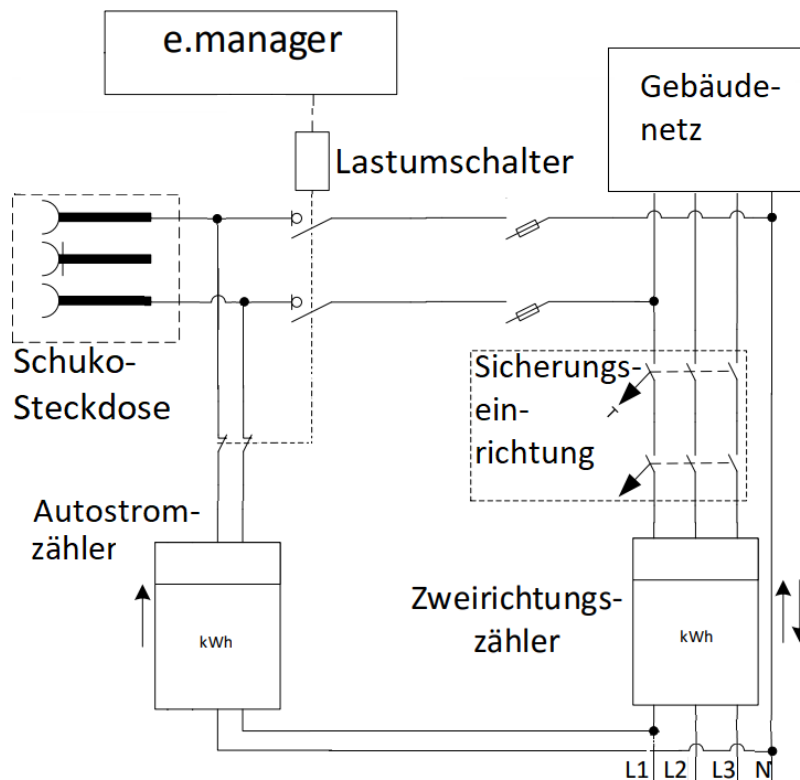 e.manager
Gebäude-
netz
Lastumschalter
Schuko-
Steckdose
Sicherungs-
ein-
richtung
Autostrom-
zähler
Zweirichtungs-
zähler
kWh
kWh
L1 L2 L3 N